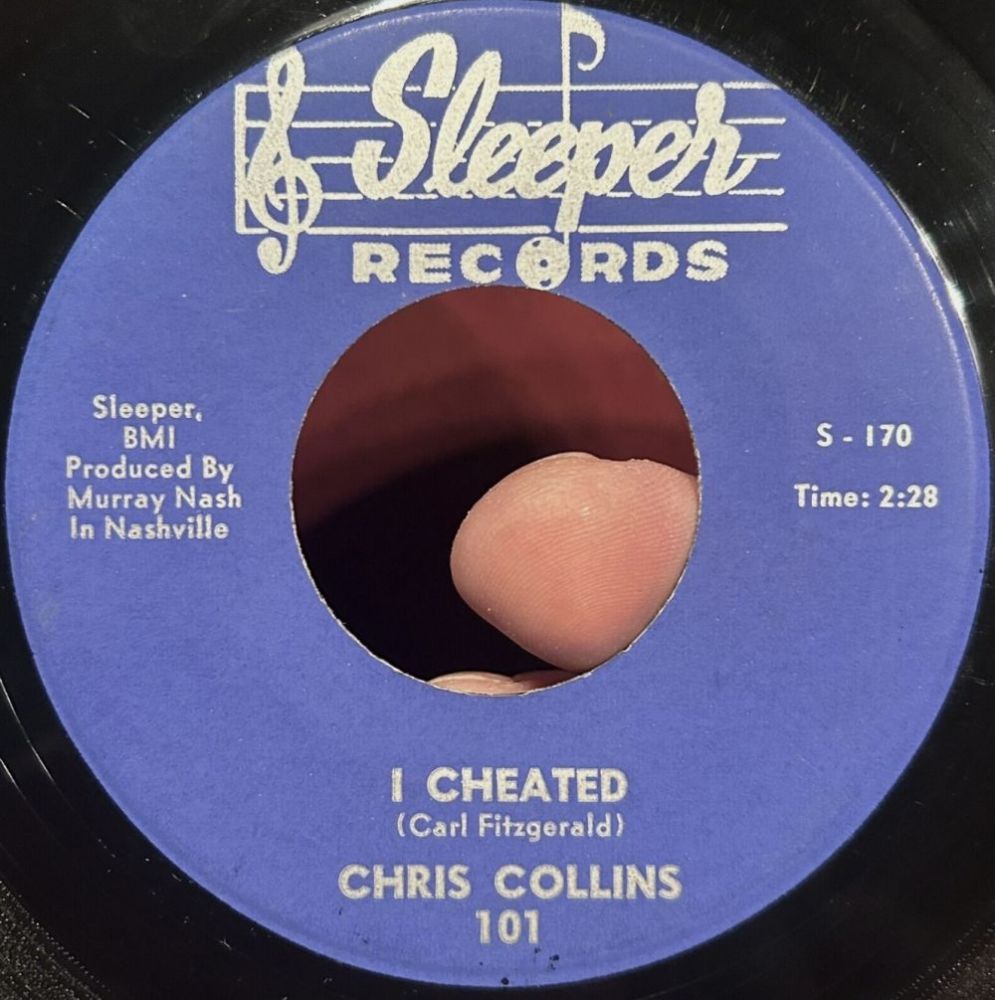 Sleeper
RECORDS
Sleeper,
BMI
Produced By
Murray Nash
In Nashville
S - 170
Time: 2:28
I CHEATED
(Carl Fitzgerald)
CHRIS COLLINS
101